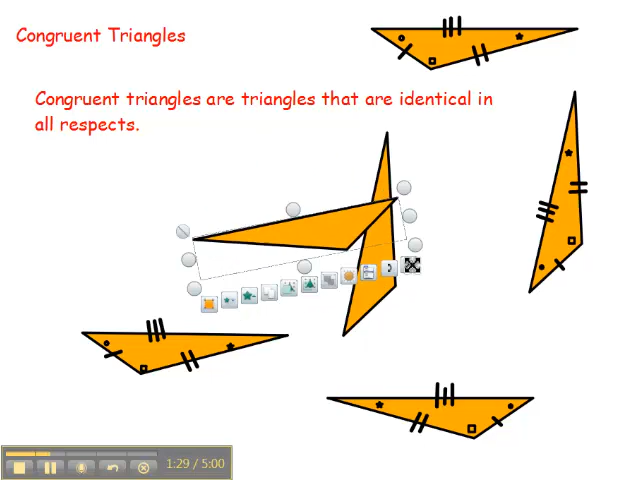 Congruent Triangles
Congruent triangles are triangles that are identical in
all respects.
1:29 / 5:00